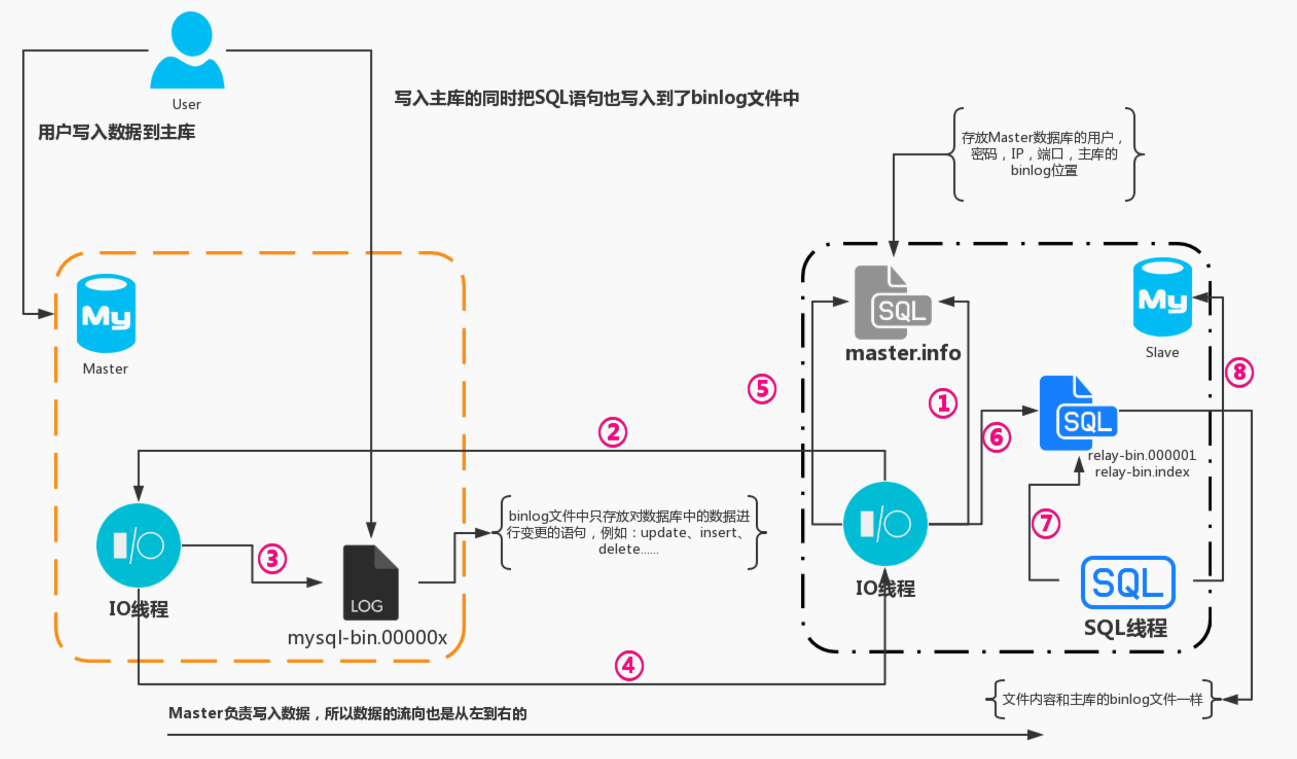 User
写入主库的同时把SQL语句也写入到了binlog文件中
用户写入数据到主库
存放Master数据库的用户，
密码，IP，端口，主库的
binlog位置
My
Master
SQL
master.info
My
Slave
⑤
①
⑧
②
⑥
SQL
relay-bin.000001
relay-bin.index
I/O
IO线程
③
LOG
mysql-bin.00000x
binlog文件中只存放对数据库中的数据进
行变更的语句，例如：update、insert、
delete......
I/O
IO线程
⑦
SQL
SQL线程
④
文件内容和主库的binlog文件一样
Master负责写入数据，所以数据的流向也是从左到右的